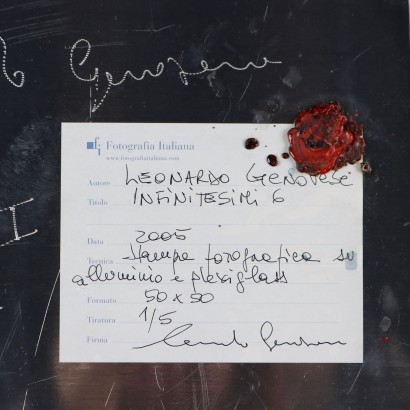 Genovese
Fotografia Italiana
www.fotografiaitaliana.com
Autore LEONARDO GENOVESE
Titolo INFINITESIMI 6
Data 2005
Tecnica stampa fotografica su
alluminio e plexiglass
Formato 50 x 50
Tiratura 1/5
Firma